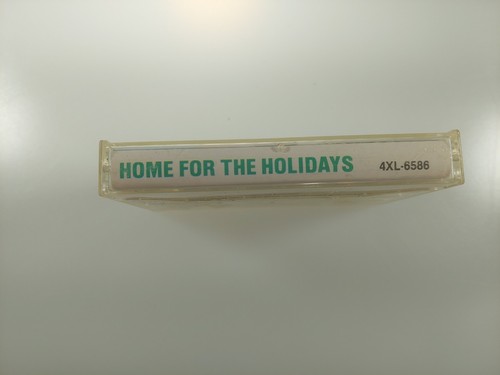 HOME FOR THE HOLIDAYS 4XL-6586